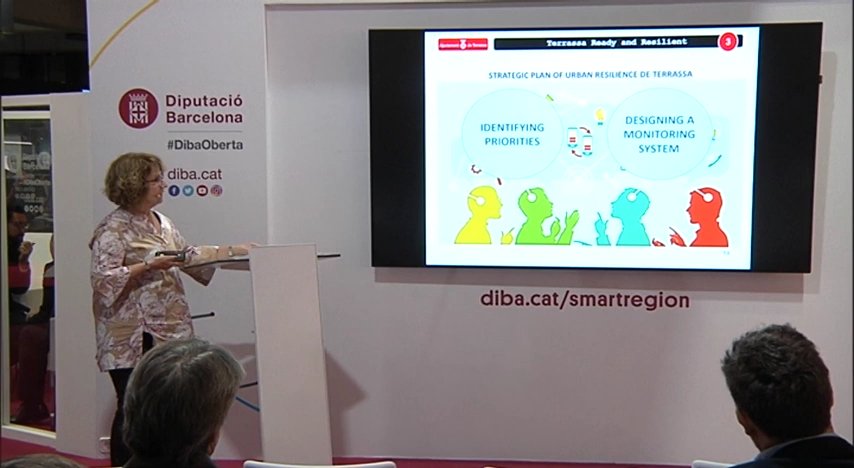 Diputació
Barcelona
#DibaOberta
diba.cat
Terrassa Ready and Resilient
3
STRATEGIC PLAN OF URBAN RESILIENCE DE TERRASSA
IDENTIFYING
PRIORITIES
DESIGNING A
MONITORING
SYSTEM
diba.cat/smartregion